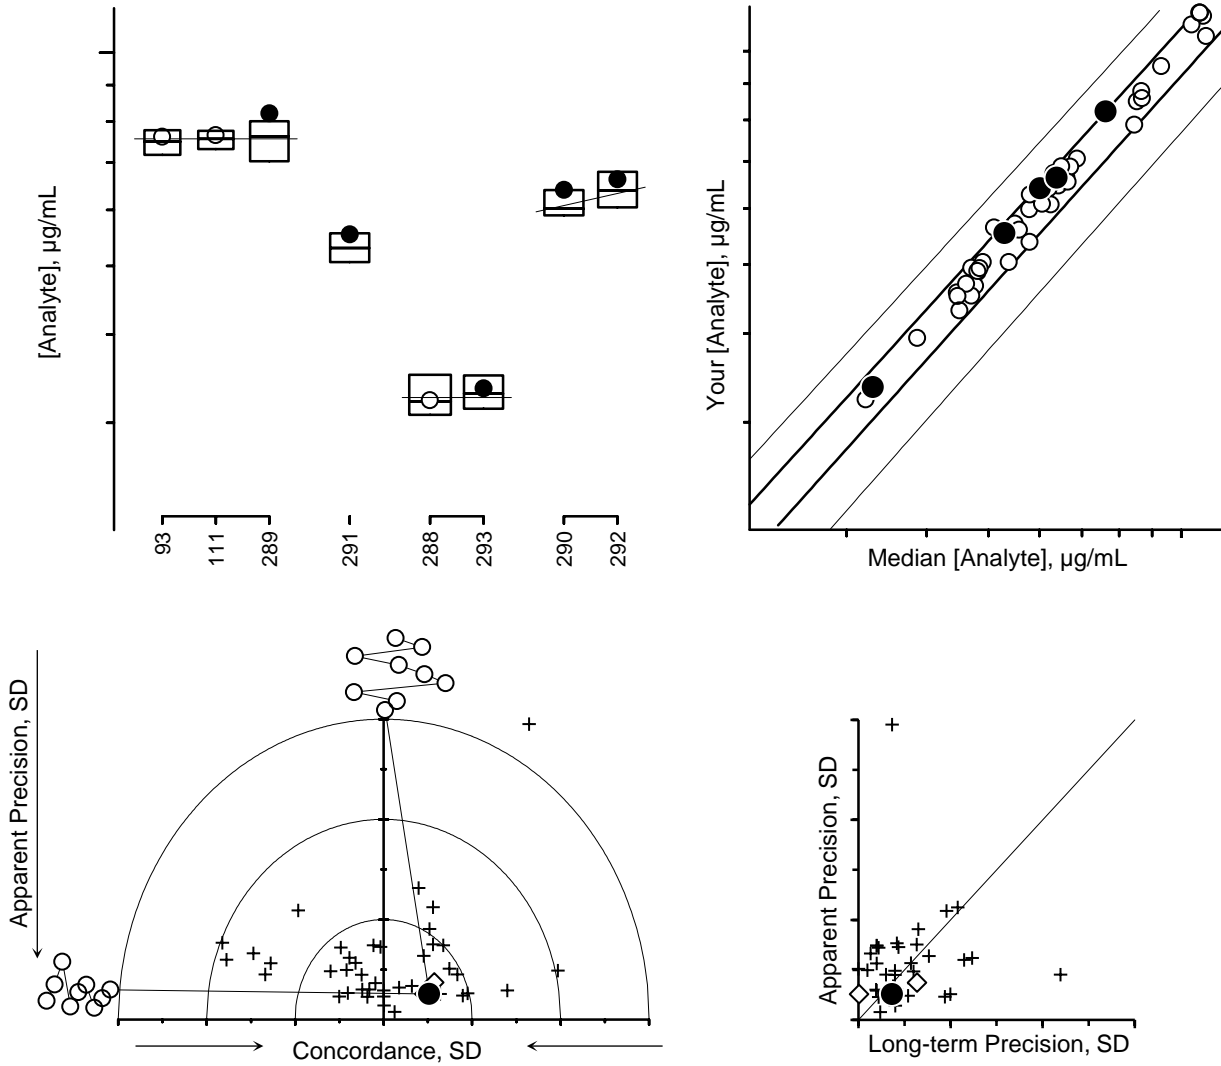 [Analyte], µg/mL
93
111
289
291
288
293
290
292
Your [Analyte], µg/mL
Median [Analyte], µg/mL
Apparent Precision, SD
Concordance, SD
Apparent Precision, SD
Long-term Precision, SD